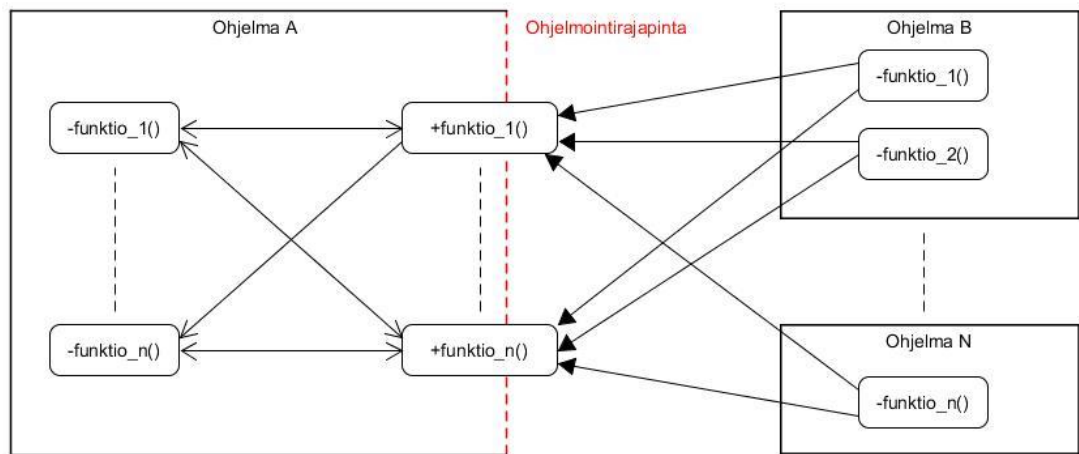 Ohjelma A
Ohjelmointirajapinta
Ohjelma B
-funktio_1()
-funktio_1()
+funktio_1()
-funktio_2()
-funktio_n()
+funktio_n()
Ohjelma N
-funktio_n()